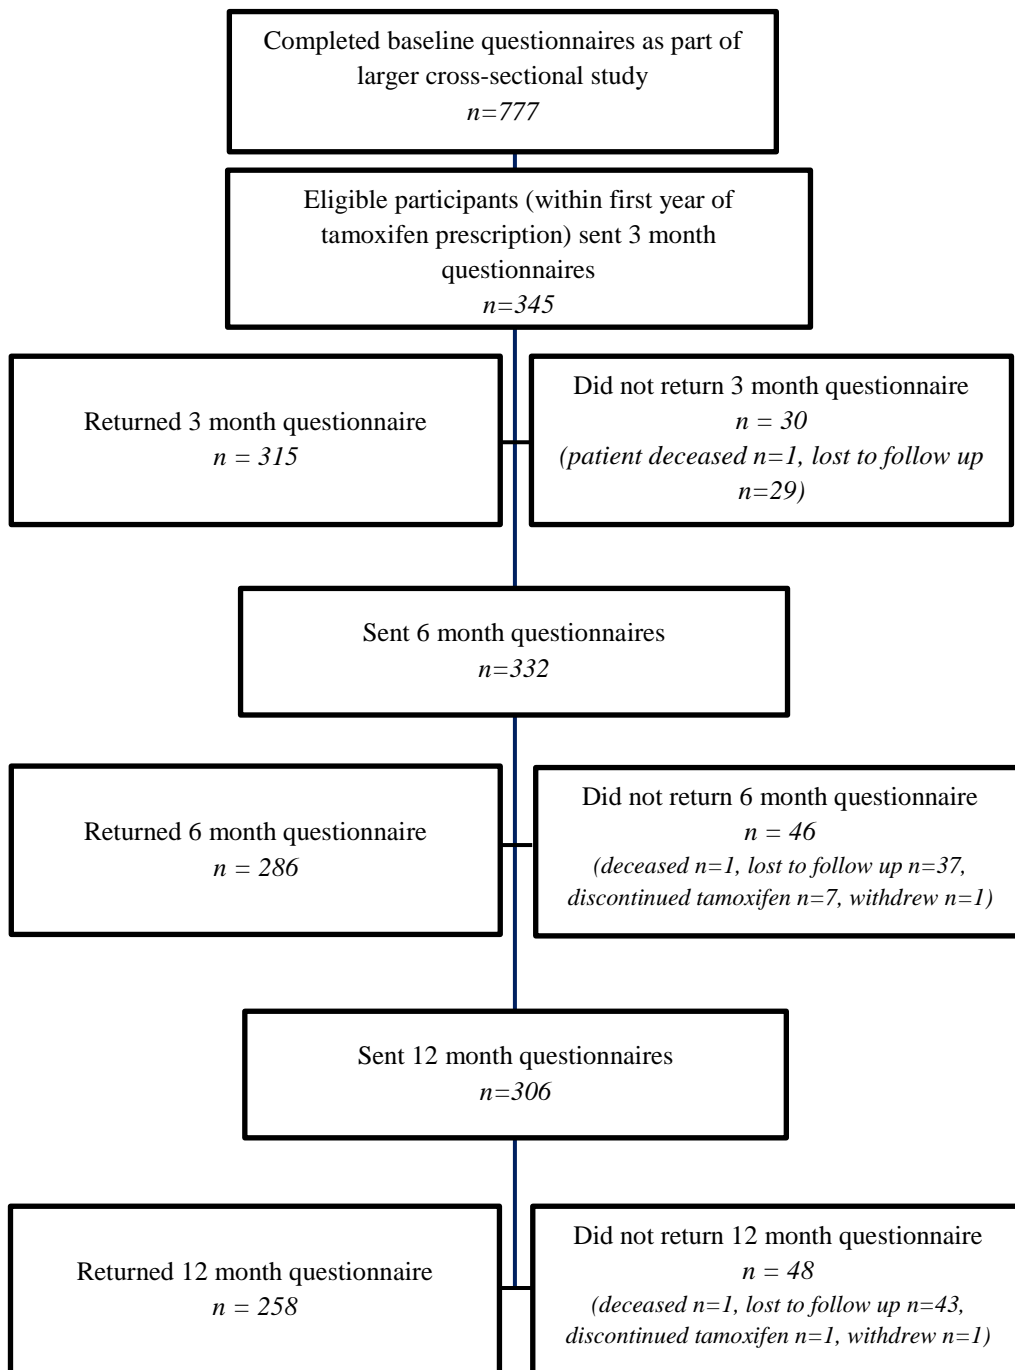 Completed baseline questionnaires as part of
larger cross-sectional study
n=777
Eligible participants (within first year of
tamoxifen prescription) sent 3 month
questionnaires
n=345
Returned 3 month questionnaire
n = 315
Did not return 3 month questionnaire
n = 30
(patient deceased n=1, lost to follow up
n=29)
Sent 6 month questionnaires
n=332
Returned 6 month questionnaire
n = 286
Did not return 6 month questionnaire
n = 46
(deceased n=1, lost to follow up n=37,
discontinued tamoxifen n=7, withdrew n=1)
Sent 12 month questionnaires
n=306
Returned 12 month questionnaire
n = 258
Did not return 12 month questionnaire
n = 48
(deceased n=1, lost to follow up n=43,
discontinued tamoxifen n=1, withdrew n=1)